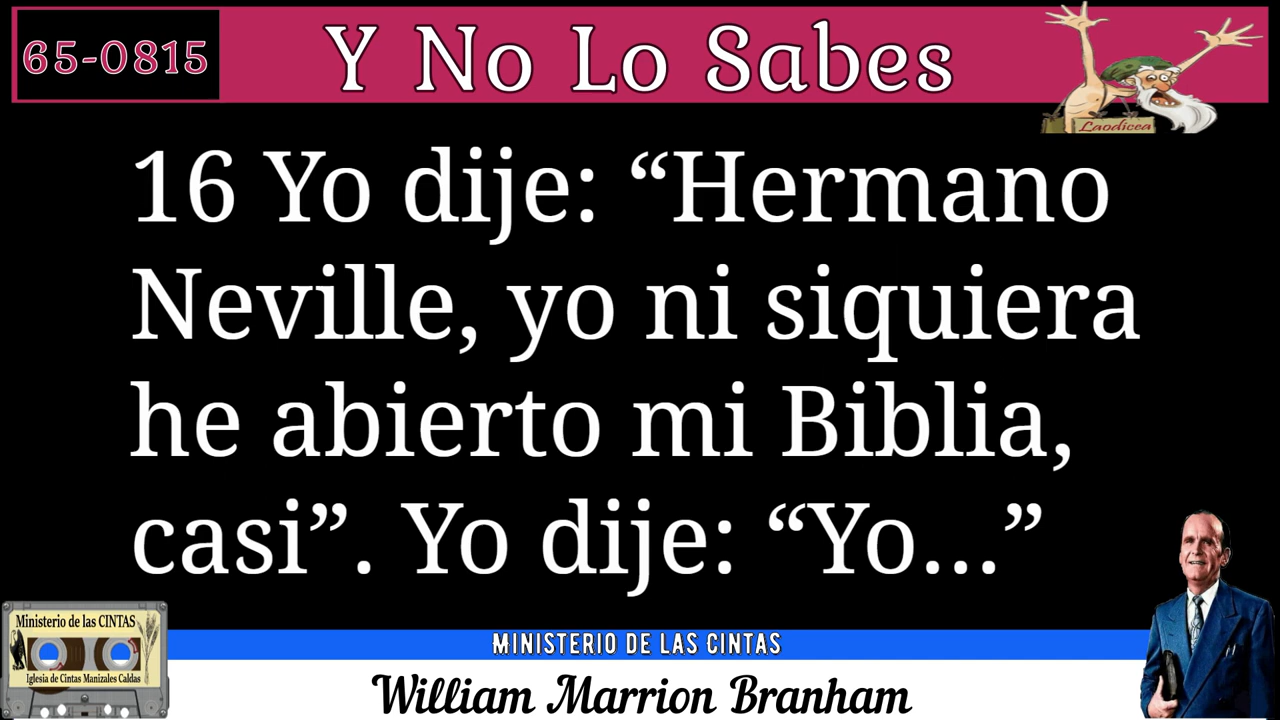 65-0815
Y No Lo Sabes
Laodicea
16 Yo dije: “Hermano
Neville, yo ni siquiera
he abierto mi Biblia,
casi”. Yo dije: “Yo...”
Ministerio de las CINTAS
Iglesia de Cintas Manizales Caldas
MINISTERIO DE LAS CINTAS
William Marrion Branham